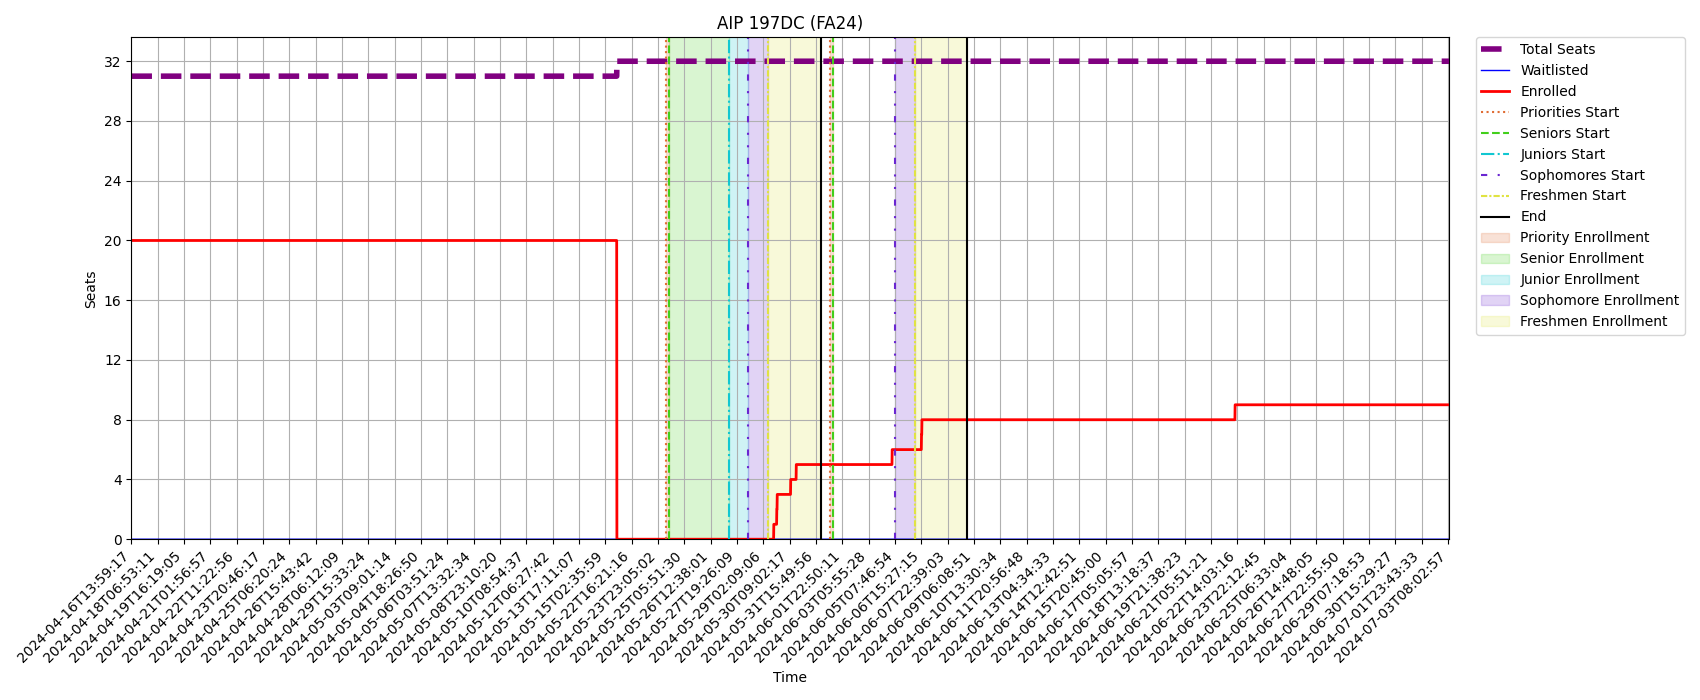 AIP 197DC (FA24)
Seats
32
28
24
20
16
12
8
4
0
2024-04-16T13:59:17
2024-04-18T06:53:11
2024-04-19T16:19:05
2024-04-21T01:56:57
2024-04-22T11:22:56
2024-04-23T20:46:17
2024-04-25T06:20:24
2024-04-26T15:43:42
2024-04-28T06:12:09
2024-04-29T15:33:24
2024-05-03T09:01:14
2024-05-04T18:26:50
2024-05-06T03:51:24
2024-05-07T13:32:34
2024-05-08T23:10:20
2024-05-10T08:54:37
2024-05-12T06:27:42
2024-05-13T17:11:07
2024-05-15T02:35:59
2024-05-22T16:21:16
2024-05-23T23:05:02
2024-05-25T05:51:30
2024-05-26T12:38:01
2024-05-27T19:26:09
2024-05-29T02:09:06
2024-05-30T09:02:17
2024-05-31T15:49:56
2024-06-01T22:50:11
2024-06-03T05:55:28
2024-06-05T07:46:54
2024-06-06T15:27:15
2024-06-07T22:39:03
2024-06-09T06:08:51
2024-06-10T13:30:34
2024-06-11T20:56:48
2024-06-13T04:34:33
2024-06-14T12:42:51
2024-06-15T20:45:00
2024-06-17T05:05:57
2024-06-18T13:18:37
2024-06-19T21:38:23
2024-06-21T05:51:21
2024-06-22T14:03:16
2024-06-23T22:12:45
2024-06-25T06:33:04
2024-06-26T14:48:05
2024-06-27T22:55:50
2024-06-29T07:18:53
2024-06-30T15:29:27
2024-07-01T23:43:33
2024-07-03T08:02:57
Time
Total Seats
Waitlisted
Enrolled
Priorities Start
Seniors Start
Juniors Start
Sophomores Start
Freshmen Start
End
Priority Enrollment
Senior Enrollment
Junior Enrollment
Sophomore Enrollment
Freshmen Enrollment